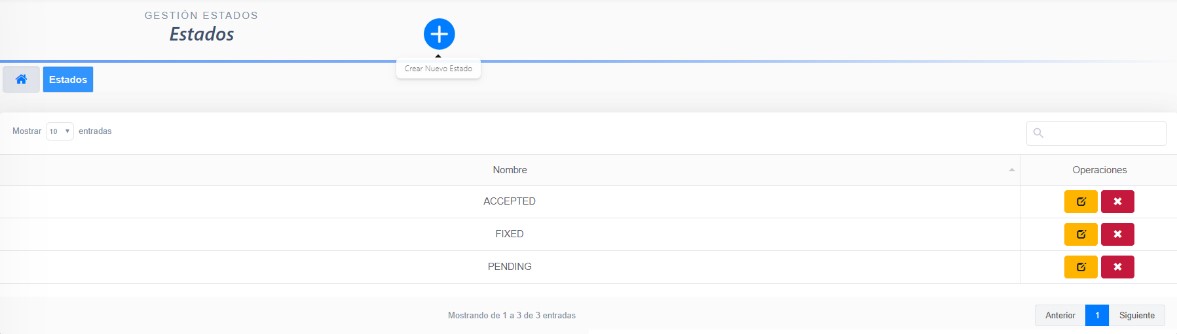 GESTIÓN ESTADOS
Estados
Crear Nuevo Estado
Estados
Mostrar 10 entradas
Nombre Operaciones
ACCEPTED
FIXED
PENDING
Mostrando de 1 a 3 de 3 entradas
Anterior 1 Siguiente